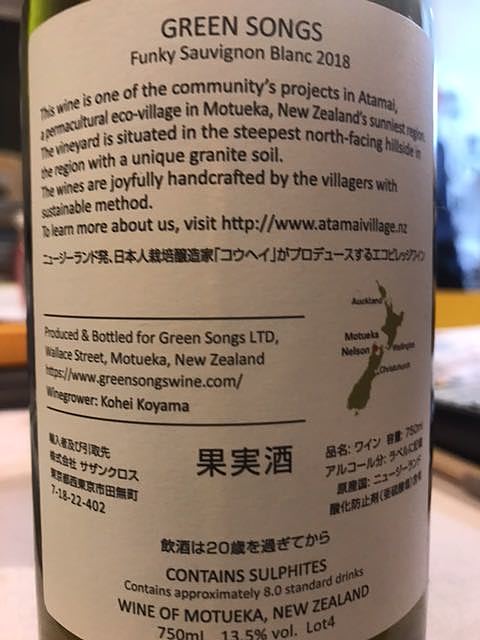 GREEN SONGS
Funky Sauvignon Blanc 2018
This wine is one of the community's projects in Atamai,
a permacultural eco-village in Motueka, New Zealand's sunniest region.
The vineyard is situated in the steepest north-facing hillside in
the region with a unique granite soil.
The wines are joyfully handcrafted by the villagers with
sustainable method.
To learn more about us, visit http://www.atamaivillage.nz
ニュージーランド発、日本人栽培醸造家「コウヘイ」がプロデュースするエコビレッジワイン
Auckland
Motueka
Nelson
Wellington
Christchurch
Produced & Bottled for Green Songs LTD,
Wallace Street, Motueka, New Zealand
https://www.greensongswine.com/
Winegrower: Kohei Koyama
輸入者及び引取先
株式会社 サザンクロス
東京都西東京市田無町
7-18-22-402
果実酒
品名: ワイン 容量: 750ml
アルコール分: ラベルに記載
原産国: ニュージーランド
酸化防止剤(亜硫酸塩)含有
飲酒は20歳を過ぎてから
CONTAINS SULPHITES
Contains approximately 8.0 standard drinks
WINE OF MOTUEKA, NEW ZEALAND
750ml 13.5% vol. Lot4